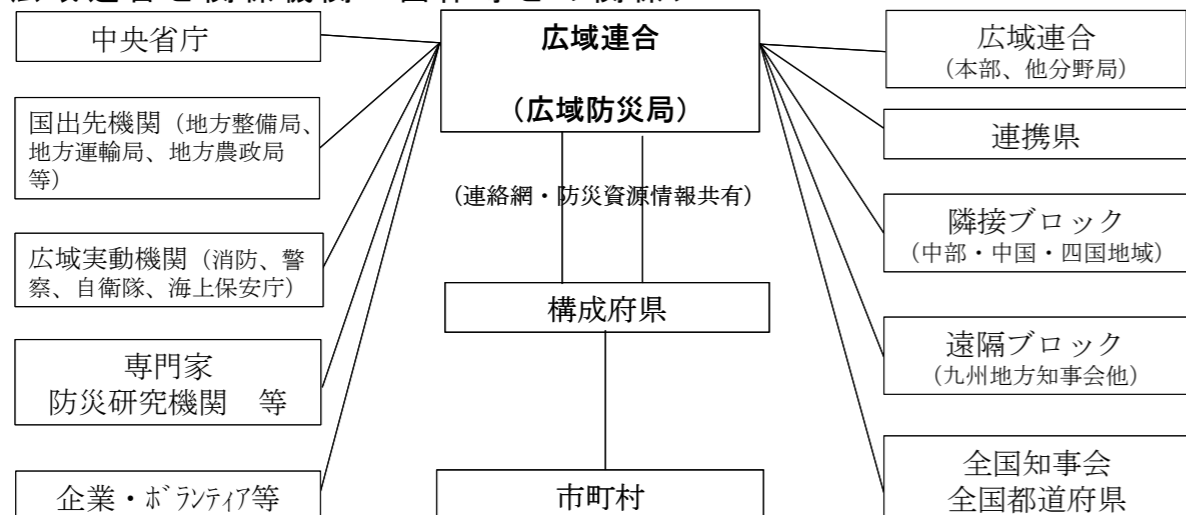 中央省庁
国出先機関（地方整備局、
地方運輸局、地方農政局
等）
広域実動機関（消防、警
察、自衛隊、海上保安庁）
専門家
防災研究機関　等
企業・ボランティア等
広域連合
（広域防災局）
（連絡網・防災資源情報共有）
構成府県
市町村
広域連合
（本部、他分野局）
連携県
隣接ブロック
（中部・中国・四国地域）
遠隔ブロック
（九州地方知事会他）
全国知事会
全国都道府県